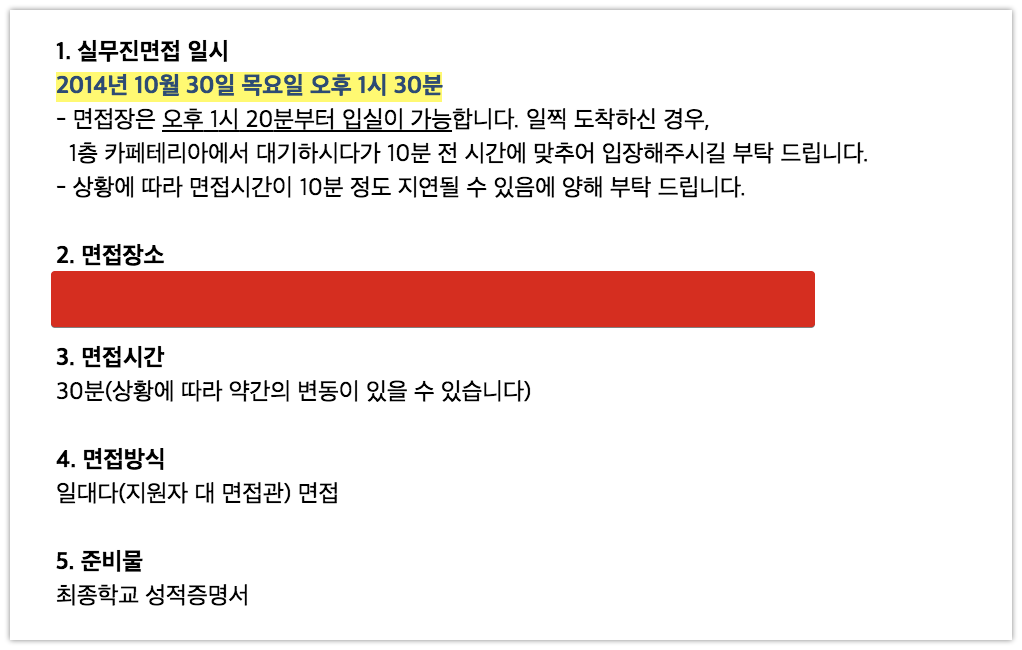 1. 실무진면접 일시
2014년 10월 30일 목요일 오후 1시 30분
- 면접장은 오후 1시 20분부터 입실이 가능합니다. 일찍 도착하신 경우,
1층 카페테리아에서 대기하시다가 10분 전 시간에 맞추어 입장해주시길 부탁 드립니다.
- 상황에 따라 면접시간이 10분 정도 지연될 수 있음에 양해 부탁 드립니다.
2. 면접장소
3. 면접시간
30분(상황에 따라 약간의 변동이 있을 수 있습니다)
4. 면접방식
일대다(지원자 대 면접관) 면접
5. 준비물
최종학교 성적증명서